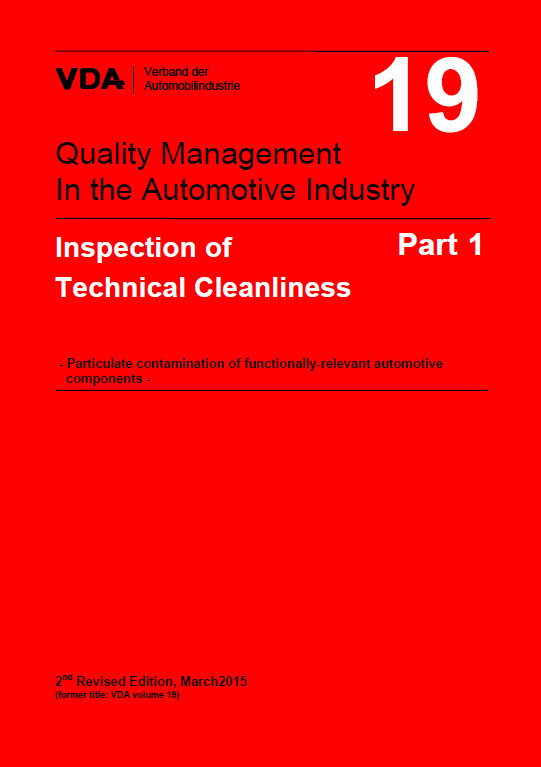 VDA
Verband der
Automobilindustrie
19
Quality Management
In the Automotive Industry
Inspection of
Part 1
Technical Cleanliness
- Particulate contamination of functionally-relevant automotive
components -
2nd Revised Edition, March2015
(former title: VDA volume 19)